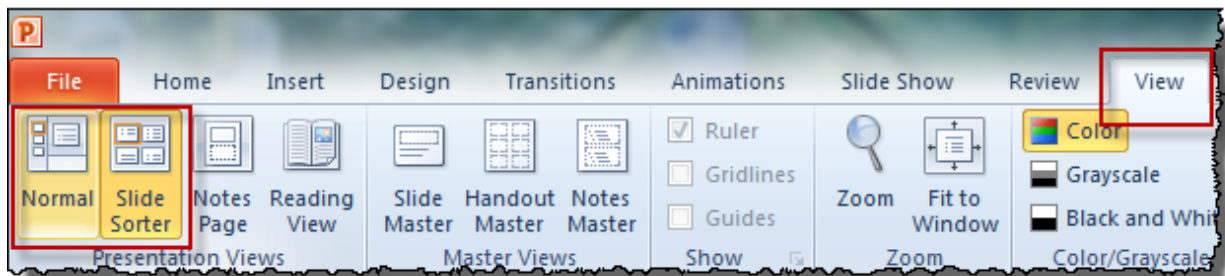 P
File Home Insert Design Transitions Animations Slide Show Review View
Normal Slide Sorter Notes Page Reading View Slide Master Handout Master Notes Master Ruler Gridlines Guides Zoom Fit to Window Color Grayscale Black and Whit
Presentation Views Master Views Show Zoom Color/Grayscale